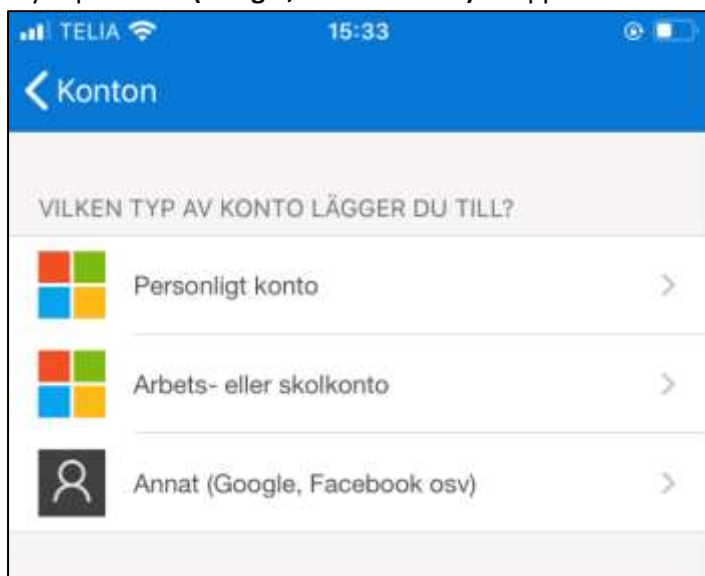 TELIA 15:33
Konton
VILKEN TYP AV KONTO LÄGGER DU TILL?
Personligt konto
Arbets- eller skolkonto
Annat (Google, Facebook osv)